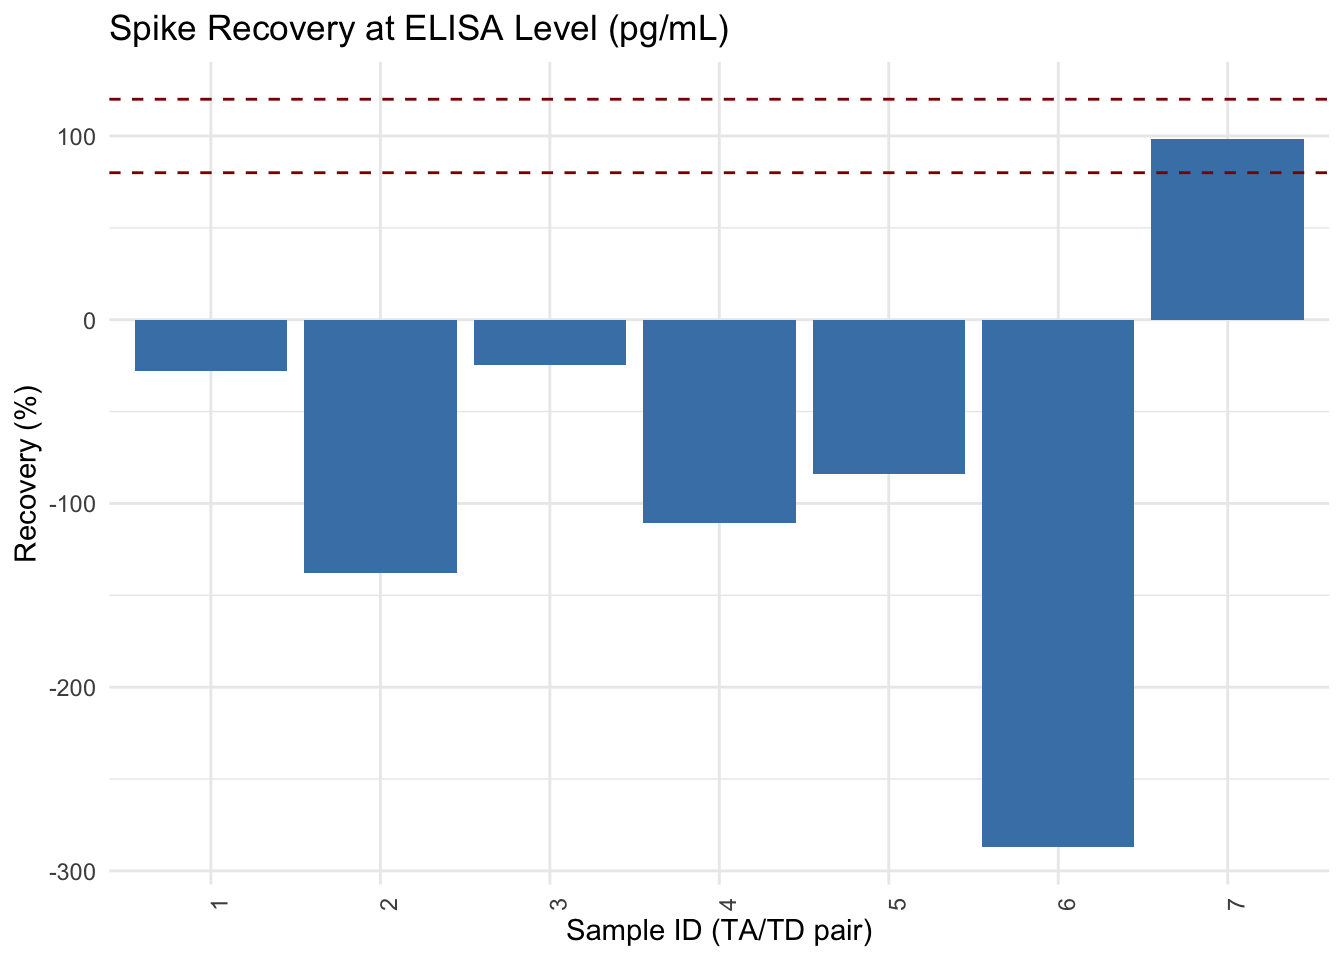 Spike Recovery at ELISA Level (pg/mL)
100
0
-100
-200
-300
Recovery (%)
1 2 3 4 5 6 7
Sample ID (TA/TD pair)